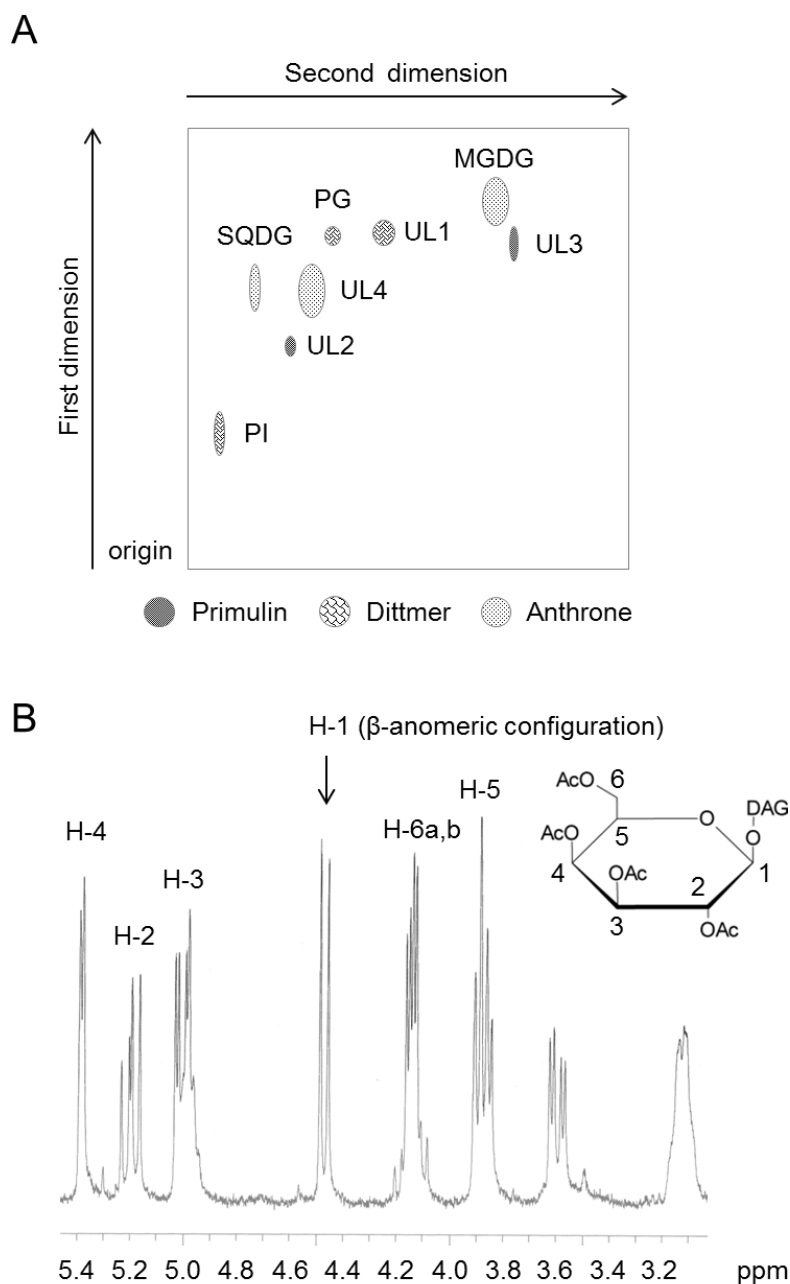 A
Second dimension
First dimension
MGDG
PG
UL1
UL3
SQDG
UL4
UL2
PI
origin
Primulin
Dittmer
Anthrone
B
H-1 (β-anomeric configuration)
H-4
H-2
H-3
H-6a,b
H-5
6
AcO
DAG
O
O
5
AcO
4
OAc
2
1
3
OAc
5.4 5.2 5.0 4.8 4.6 4.4 4.2 4.0 3.8 3.6 3.4 3.2 ppm